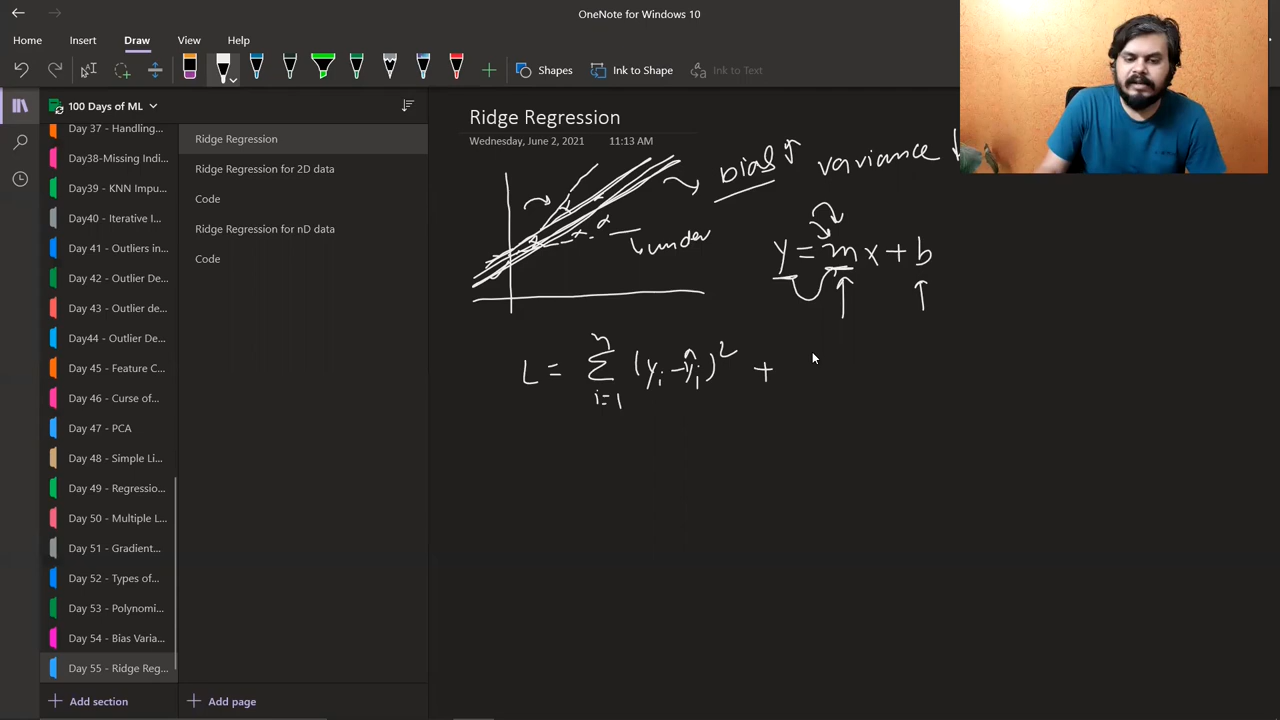 OneNote for Windows 10
Home Insert Draw View Help
Shapes Ink to Shape Ink to Text
100 Days of ML
Day 37 - Handling...
Day38-Missing Indi...
Day39 - KNN Impu...
Day40 - Iterative I...
Day 41 - Outliers in...
Day 42 - Outlier De...
Day 43 - Outlier de...
Day44 - Outlier De...
Day 45 - Feature C...
Day 46 - Curse of...
Day 47 - PCA
Day 48 - Simple Li...
Day 49 - Regressio...
Day 50 - Multiple L...
Day 51 - Gradient...
Day 52 - Types of...
Day 53 - Polynomi...
Day 54 - Bias Varia...
Day 55 - Ridge Reg...
Add section
Ridge Regression
Ridge Regression for 2D data
Code
Ridge Regression for nD data
Code
Add page
Ridge Regression
Wednesday, June 2, 2021 11:13 AM
bias↑ variance ↓
under
y = mx + b
L = Σ_{i=1}^{n} (yᵢ - ŷᵢ)² +